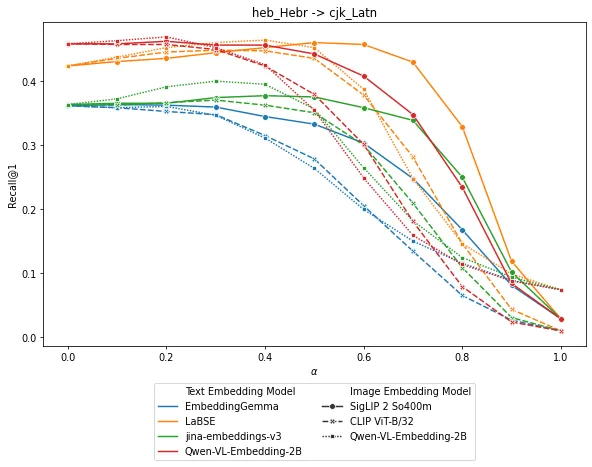 heb_Hebr -> cjk_Latn
Recall@1
0.4
0.3
0.2
0.1
0.0
0.0 0.2 0.4 0.6 0.8 1.0
α
Text Embedding Model Image Embedding Model
EmbeddingGemma SigLIP 2 So400m
LaBSE CLIP ViT-B/32
jina-embeddings-v3 Qwen-VL-Embedding-2B
Qwen-VL-Embedding-2B